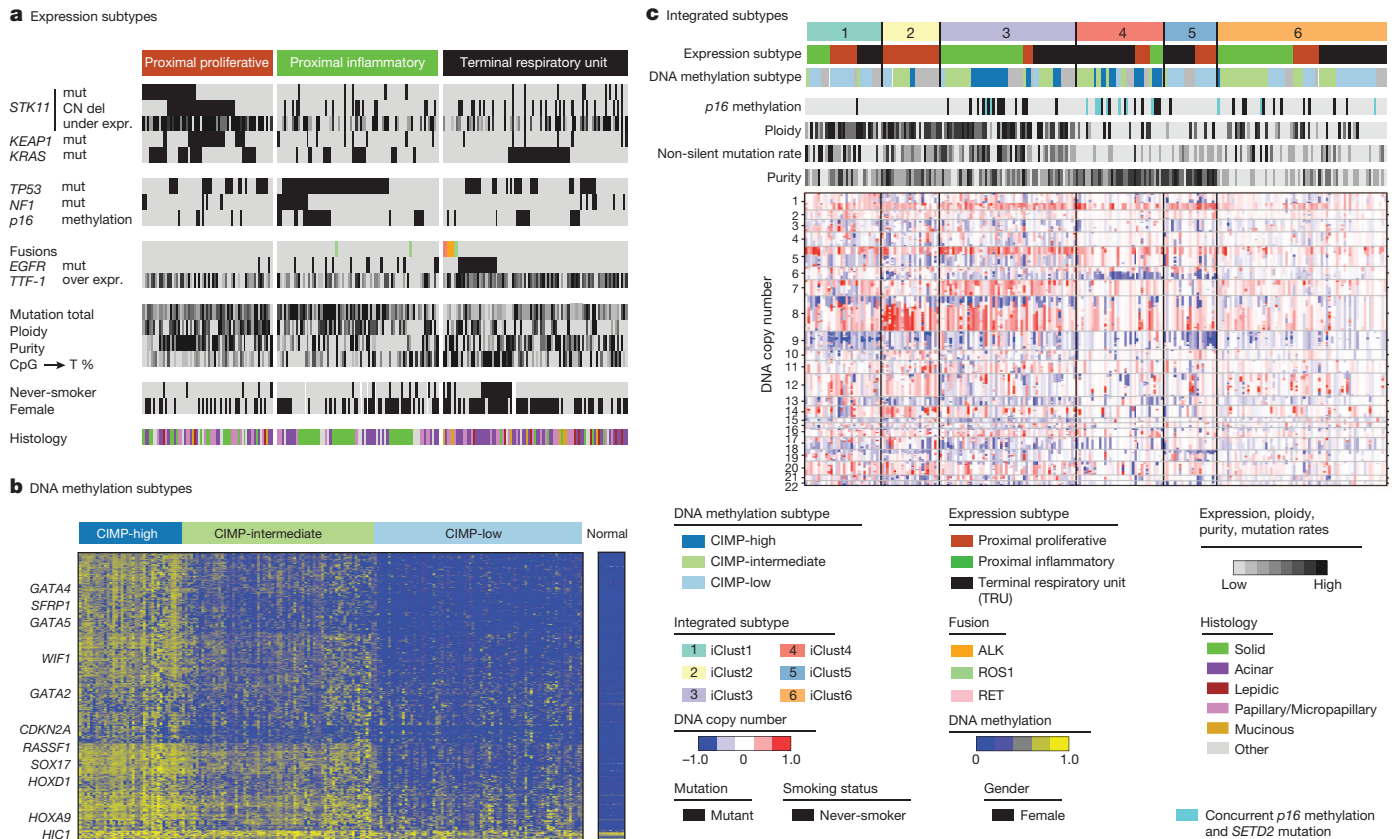 a Expression subtypes
Proximal proliferative Proximal inflammatory Terminal respiratory unit
STK11
mut
CN del
under expr.
KEAP1 mut
KRAS mut
TP53 mut
NF1 mut
p16 methylation
Fusions
EGFR mut
TTF-1 over expr.
Mutation total
Ploidy
Purity
CpG → T %
Never-smoker
Female
Histology
b DNA methylation subtypes
CIMP-high CIMP-intermediate CIMP-low Normal
GATA4
SFRP1
GATA5
WIF1
GATA2
CDKN2A
RASSF1
SOX17
HOXD1
HOXA9
HIC1
c Integrated subtypes
1 2 3 4 5 6
Expression subtype
DNA methylation subtype
p16 methylation
Ploidy
Non-silent mutation rate
Purity
DNA copy number
1
2
3
4
5
6
7
8
9
10
11
12
13
14
15
16
17
18
19
20
21
22
DNA methylation subtype
CIMP-high
CIMP-intermediate
CIMP-low
Expression subtype
Proximal proliferative
Proximal inflammatory
Terminal respiratory unit
(TRU)
Expression, ploidy,
purity, mutation rates
Low High
Integrated subtype
1 iClust1 4 iClust4
2 iClust2 5 iClust5
3 iClust3 6 iClust6
Fusion
ALK
ROS1
RET
Histology
Solid
Acinar
Lepidic
Papillary/Micropapillary
Mucinous
Other
DNA copy number
−1.0 0 1.0
DNA methylation
0 1.0
Mutation
Mutant
Smoking status
Never-smoker
Gender
Female
Concurrent p16 methylation
and SETD2 mutation